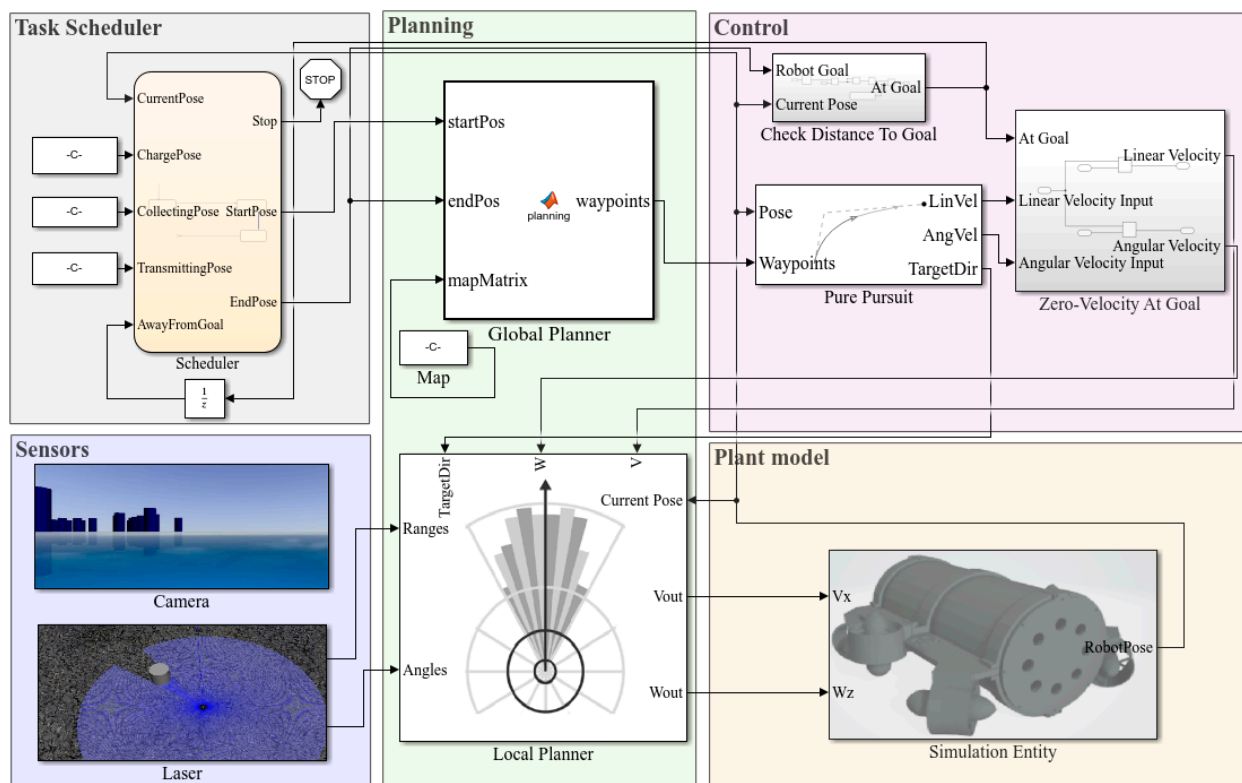 Task Scheduler
CurrentPose
ChargePose
CollectingPose
TransmittingPose
AwayFromGoal
Stop
StartPose
EndPose
Scheduler
-C-
-C-
-C-
STOP
1
z
Planning
startPos
endPos
mapMatrix
planning
waypoints
Global Planner
-C-
Map
Control
Robot Goal
Current Pose
At Goal
Check Distance To Goal
Pose
Waypoints
LinVel
AngVel
TargetDir
Pure Pursuit
At Goal
Linear Velocity Input
Angular Velocity Input
Linear Velocity
Angular Velocity
Zero-Velocity At Goal
Sensors
Camera
Laser
TargetDir
W
V
Ranges
Angles
Current Pose
Vout
Wout
Local Planner
Plant model
Vx
Wz
RobotPose
Simulation Entity